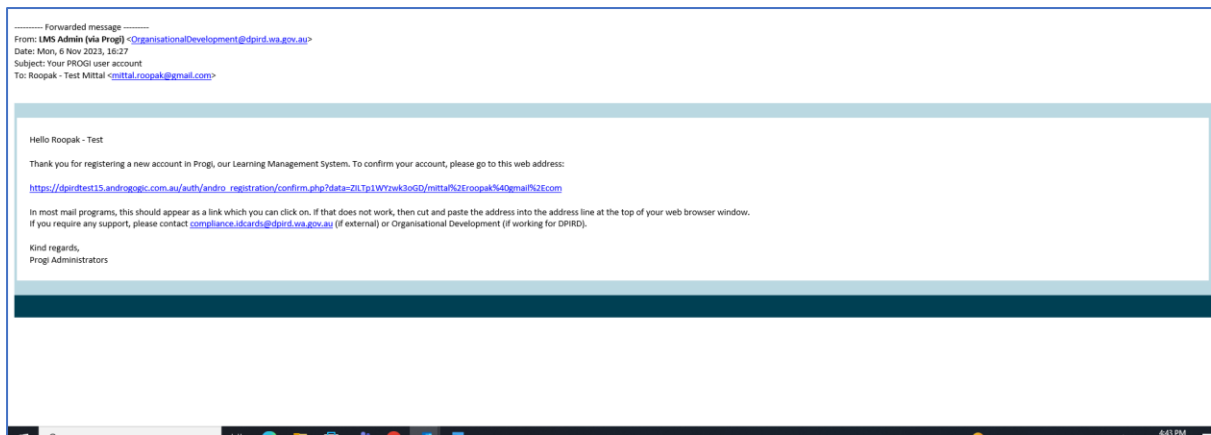 ---------- Forwarded message ---------
From: LMS Admin (via Progi) <OrganisationalDevelopment@dpird.wa.gov.au>
Date: Mon, 6 Nov 2023, 16:27
Subject: Your PROGI user account
To: Roopak - Test Mittal <mittal.roopak@gmail.com>
Hello Roopak - Test
Thank you for registering a new account in Progi, our Learning Management System. To confirm your account, please go to this web address:
https://dpirdtest15.androgogic.com.au/auth/andro_registration/confirm.php?data=ZILTp1WYzwk3oGD/mittal%2Eroopak%40gmail%2Ecom
In most mail programs, this should appear as a link which you can click on. If that does not work, then cut and paste the address into the address line at the top of your web browser window.
If you require any support, please contact compliance.idcards@dpird.wa.gov.au (if external) or Organisational Development (if working for DPIRD).
Kind regards,
Progi Administrators
4:43 PM